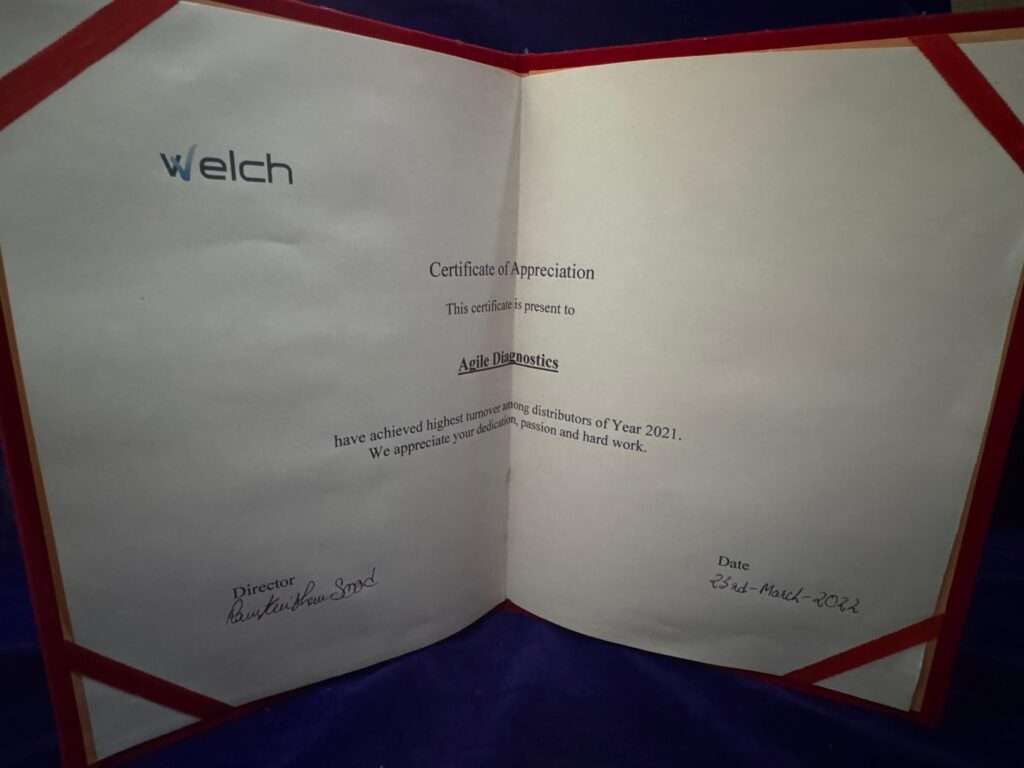 Welch
Certificate of Appreciation
This certificate is present to
Agile Diagnostics
have achieved highest turnover among distributors of Year 2021.
We appreciate your dedication, passion and hard work.
Director
Date
23rd-March-2022